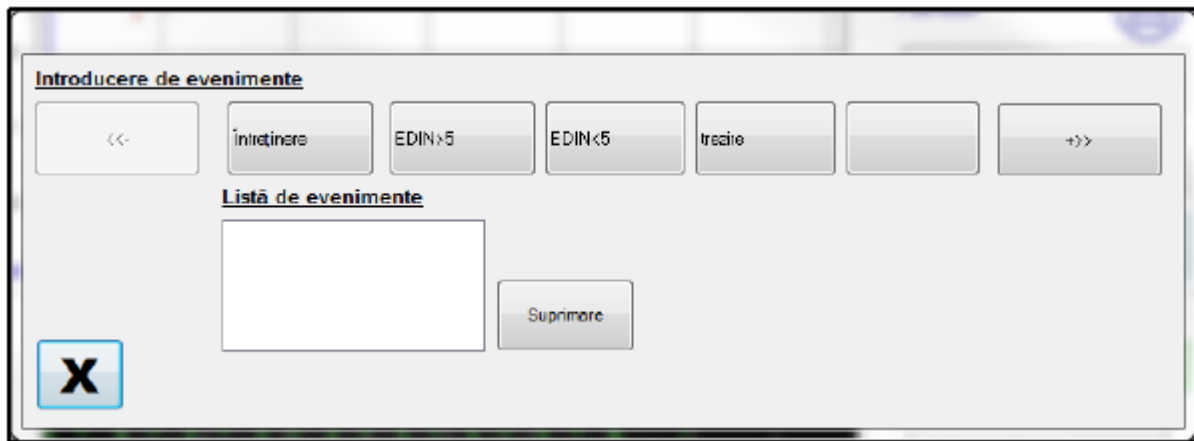 Introducere de evenimente
<<-
Întreținere
EDIN>5
EDIN<5
trezire
+>>
Listă de evenimente
Suprimare
X